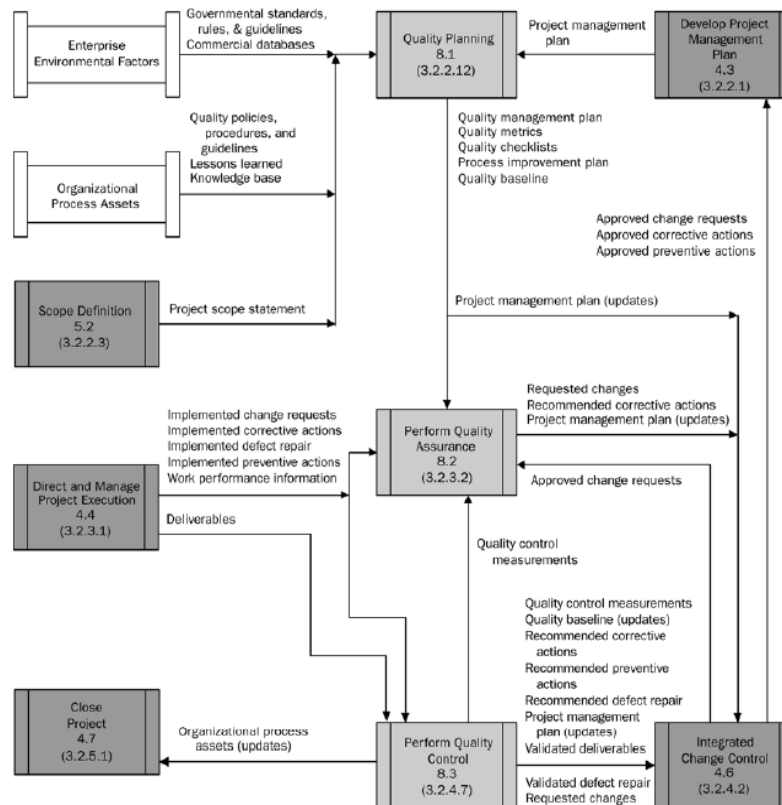 Governmental standards,
rules, & guidelines
Commercial databases
Enterprise
Environmental Factors
Quality Planning
8.1
(3.2.2.12)
Project management
plan
Develop Project
Management
Plan
4.3
(3.2.2.1)
Quality policies,
procedures, and
guidelines
Lessons learned
Knowledge base
Organizational
Process Assets
Quality management plan
Quality metrics
Quality checklists
Process improvement plan
Quality baseline
Approved change requests
Approved corrective actions
Approved preventive actions
Scope Definition
5.2
(3.2.2.3)
Project scope statement
Project management plan (updates)
Implemented change requests
Implemented corrective actions
Implemented defect repair
Implemented preventive actions
Work performance information
Direct and Manage
Project Execution
4.4
(3.2.3.1)
Deliverables
Perform Quality
Assurance
8.2
(3.2.3.2)
Requested changes
Recommended corrective actions
Project management plan (updates)
Approved change requests
Quality control
measurements
Quality control measurements
Quality baseline (updates)
Recommended corrective
actions
Recommended preventive
actions
Recommended defect repair
Project management
plan (updates)
Validated deliverables
Validated defect repair
Requested changes
Close
Project
4.7
(3.2.5.1)
Organizational process
assets (updates)
Perform Quality
Control
8.3
(3.2.4.7)
Integrated
Change Control
4.6
(3.2.4.2)